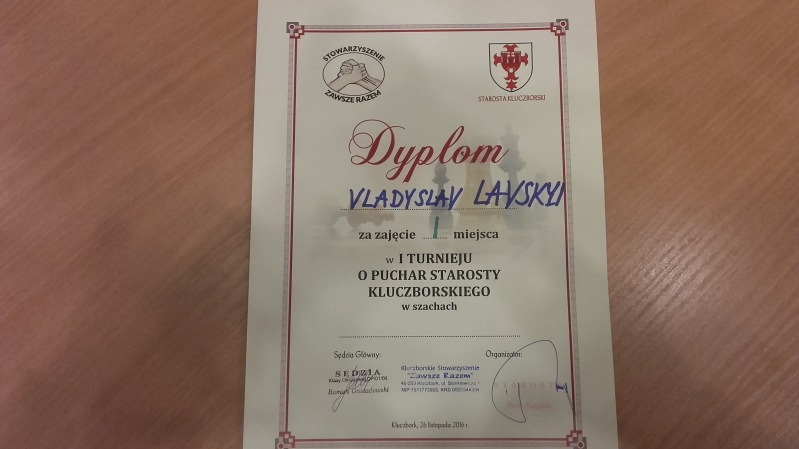 STOWARZYSZENIE
ZAWSZE RAZEM
STAROSTA KLUCZBORSKI
Dyplom
VLADYSLAV LAVSKYI
za zajęcie I miejsca
w I TURNIEJU
O PUCHAR STAROSTY
KLUCZBORSKIEGO
w szachach
Sędzia Główny:
Organizator:
SĘDZIA
Kluczborskie Stowarzyszenie
"Zawsze Razem"
Kluczbork, 26 listopada 2016 r.